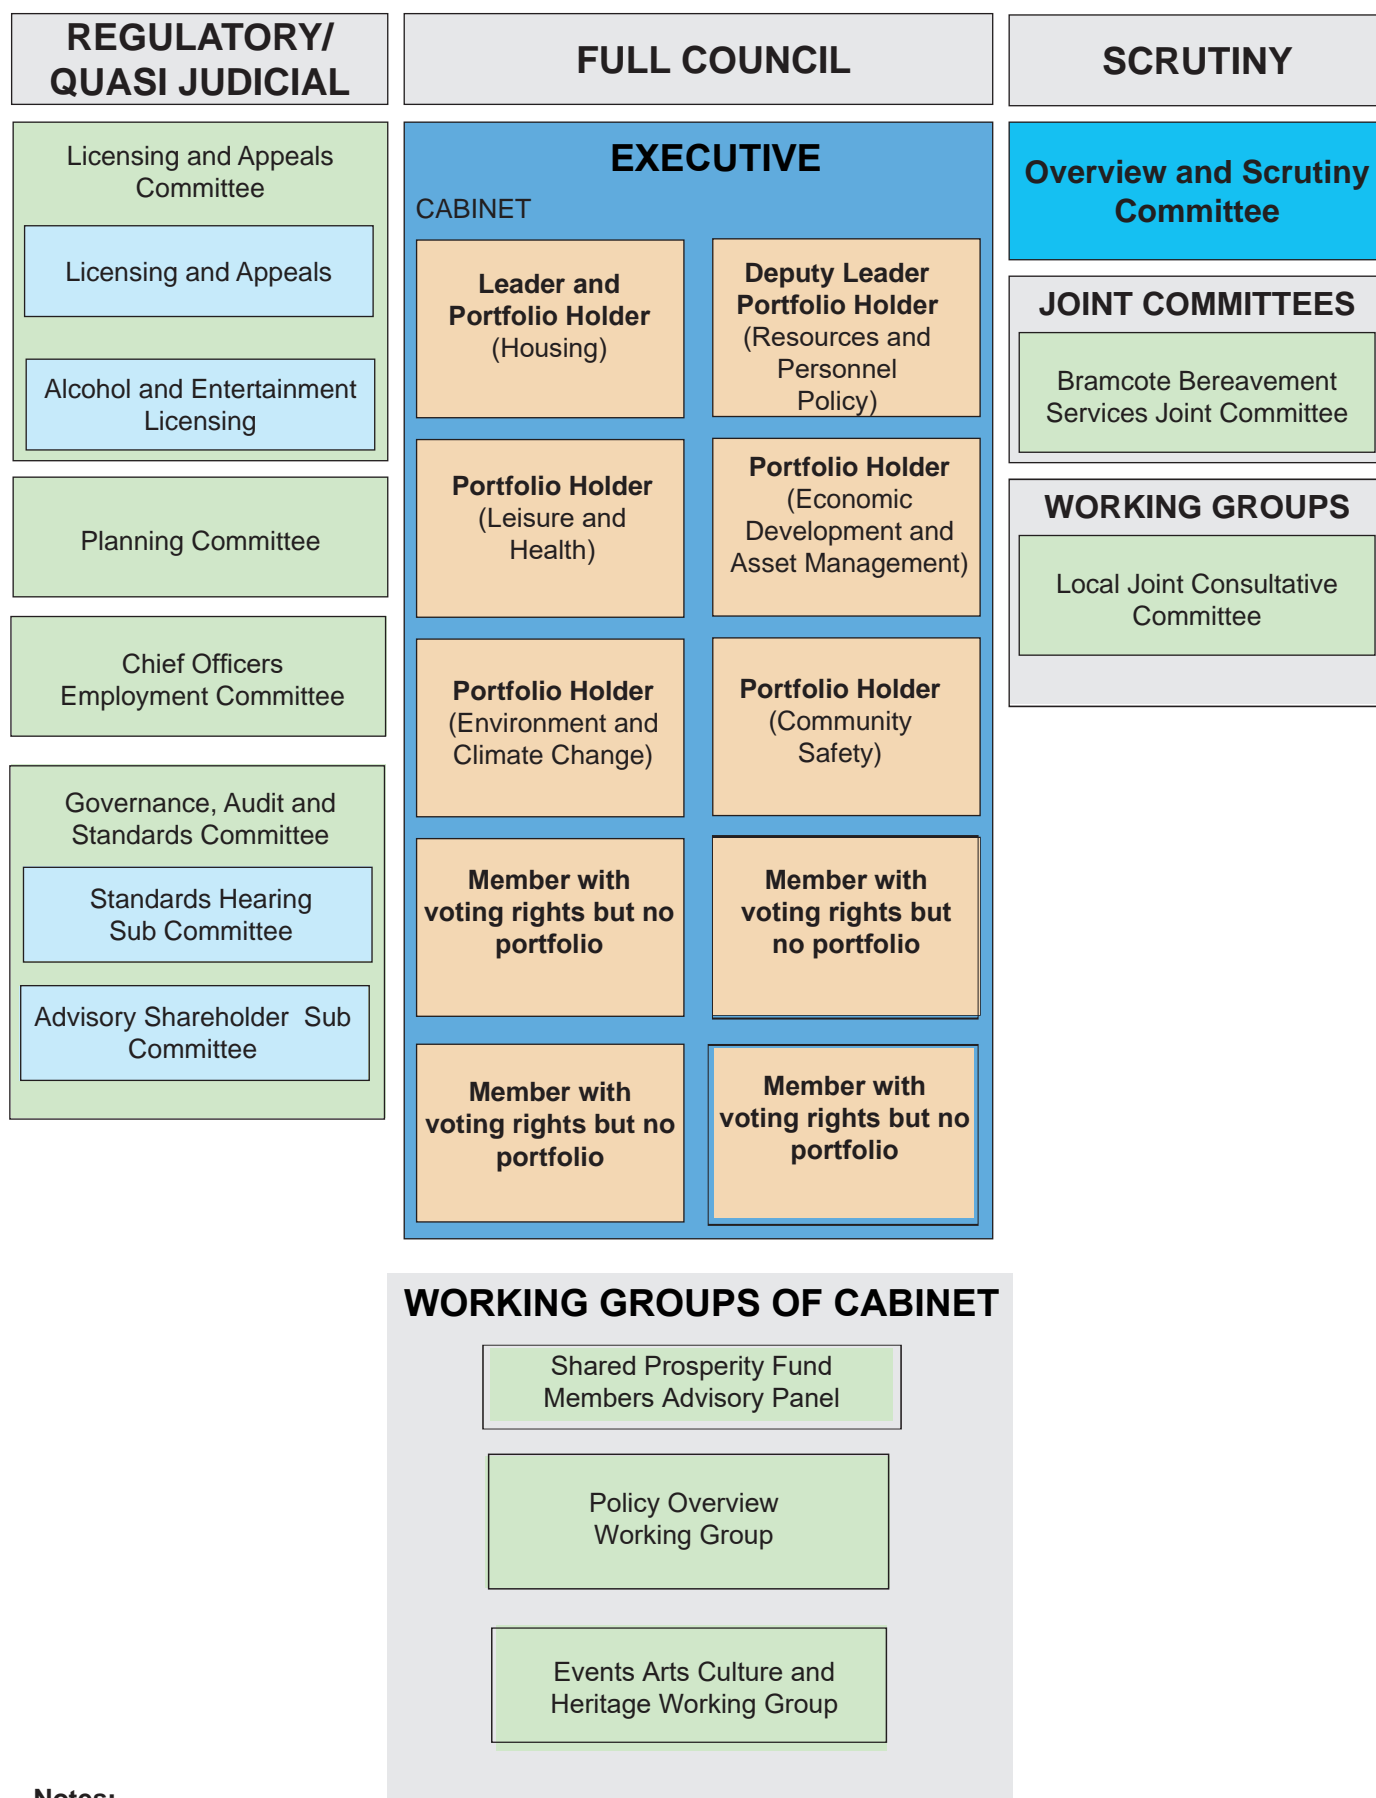 REGULATORY/
QUASI JUDICIAL
Licensing and Appeals
Committee
Licensing and Appeals
Alcohol and Entertainment
Licensing
Planning Committee
Chief Officers
Employment Committee
Governance, Audit and
Standards Committee
Standards Hearing
Sub Committee
Advisory Shareholder Sub
Committee
FULL COUNCIL
EXECUTIVE
CABINET
Leader and
Portfolio Holder
(Housing)
Deputy Leader
Portfolio Holder
(Resources and
Personnel
Policy)
Portfolio Holder
(Leisure and
Health)
Portfolio Holder
(Economic
Development and
Asset Management)
Portfolio Holder
(Environment and
Climate Change)
Portfolio Holder
(Community
Safety)
Member with
voting rights but no
portfolio
Member with
voting rights but
no portfolio
Member with
voting rights but no
portfolio
Member with
voting rights but no
portfolio
SCRUTINY
Overview and Scrutiny
Committee
JOINT COMMITTEES
Bramcote Bereavement
Services Joint Committee
WORKING GROUPS
Local Joint Consultative
Committee
WORKING GROUPS OF CABINET
Shared Prosperity Fund
Members Advisory Panel
Policy Overview
Working Group
Events Arts Culture and
Heritage Working Group
Notes: